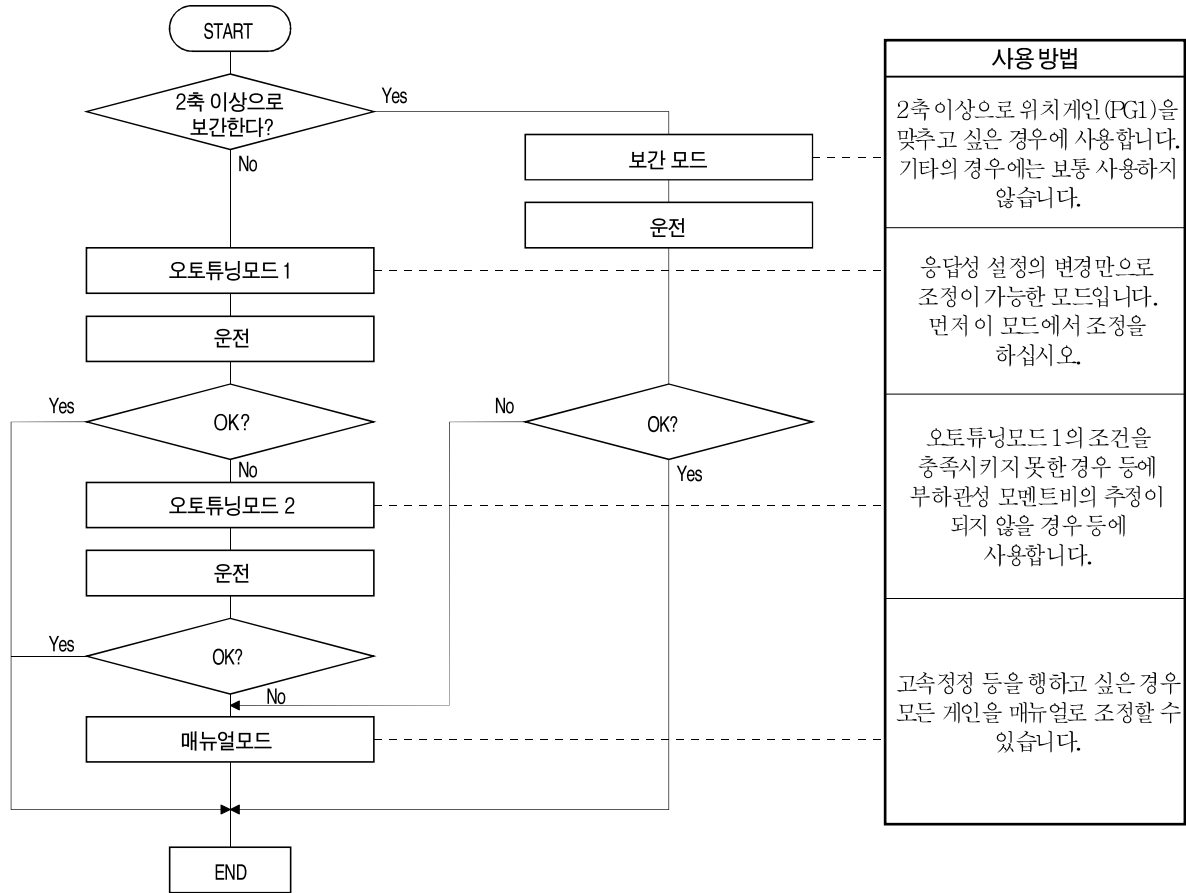 START
2축 이상으로
보간한다?
Yes
No
보간 모드
운전
오토튜닝모드 1
운전
Yes
OK?
No
No
OK?
Yes
오토튜닝모드 2
운전
Yes
OK?
No
매뉴얼모드
END
사용 방법
2축 이상으로 위치게인(PG1)을
맞추고 싶은 경우에 사용합니다.
기타의 경우에는 보통 사용하지
않습니다.
응답성 설정의 변경만으로
조정이 가능한 모드입니다.
먼저 이 모드에서 조정을
하십시오.
오토튜닝모드 1의 조건을
충족시키지 못한 경우 등에
부하관성 모멘트비의 추정이
되지 않을 경우 등에
사용합니다.
고속정정 등을 행하고 싶은 경우
모든 게인을 매뉴얼로 조정할 수
있습니다.